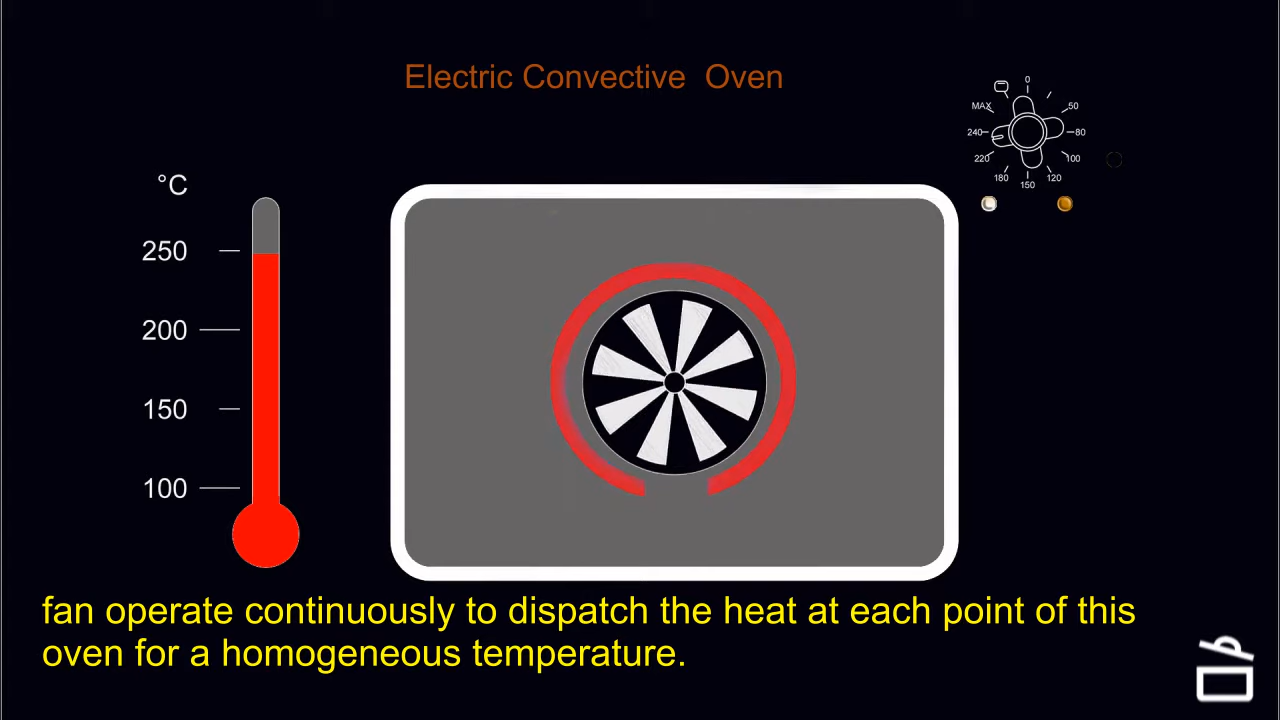 Electric Convective  Oven
0
50
80
100
120
150
180
220
240
MAX
°C
250
200
150
100
fan operate continuously to dispatch the heat at each point of this
oven for a homogeneous temperature.